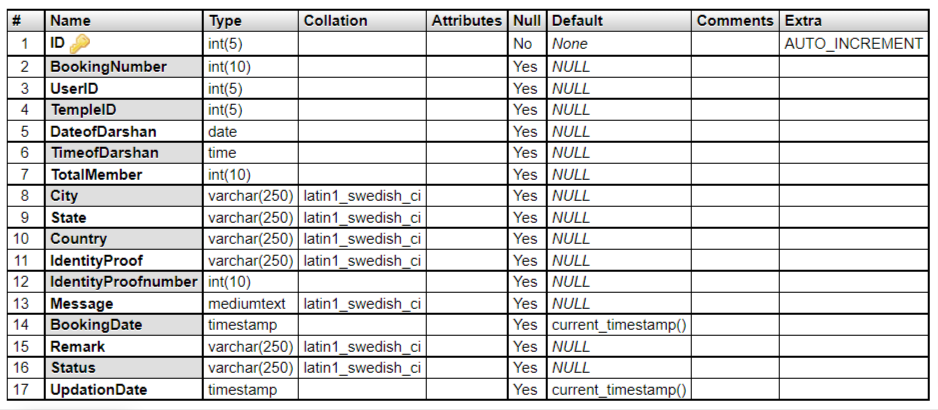 # Name Type Collation Attributes Null Default Comments Extra
1 ID int(5) No None AUTO_INCREMENT
2 BookingNumber int(10) Yes NULL
3 UserID int(5) Yes NULL
4 TempleID int(5) Yes NULL
5 DateofDarshan date Yes NULL
6 TimeofDarshan time Yes NULL
7 TotalMember int(10) Yes NULL
8 City varchar(250) latin1_swedish_ci Yes NULL
9 State varchar(250) latin1_swedish_ci Yes NULL
10 Country varchar(250) latin1_swedish_ci Yes NULL
11 IdentityProof varchar(250) latin1_swedish_ci Yes NULL
12 IdentityProofnumber int(10) Yes NULL
13 Message mediumtext latin1_swedish_ci Yes NULL
14 BookingDate timestamp Yes current_timestamp()
15 Remark varchar(250) latin1_swedish_ci Yes NULL
16 Status varchar(250) latin1_swedish_ci Yes NULL
17 UpdationDate timestamp Yes current_timestamp()